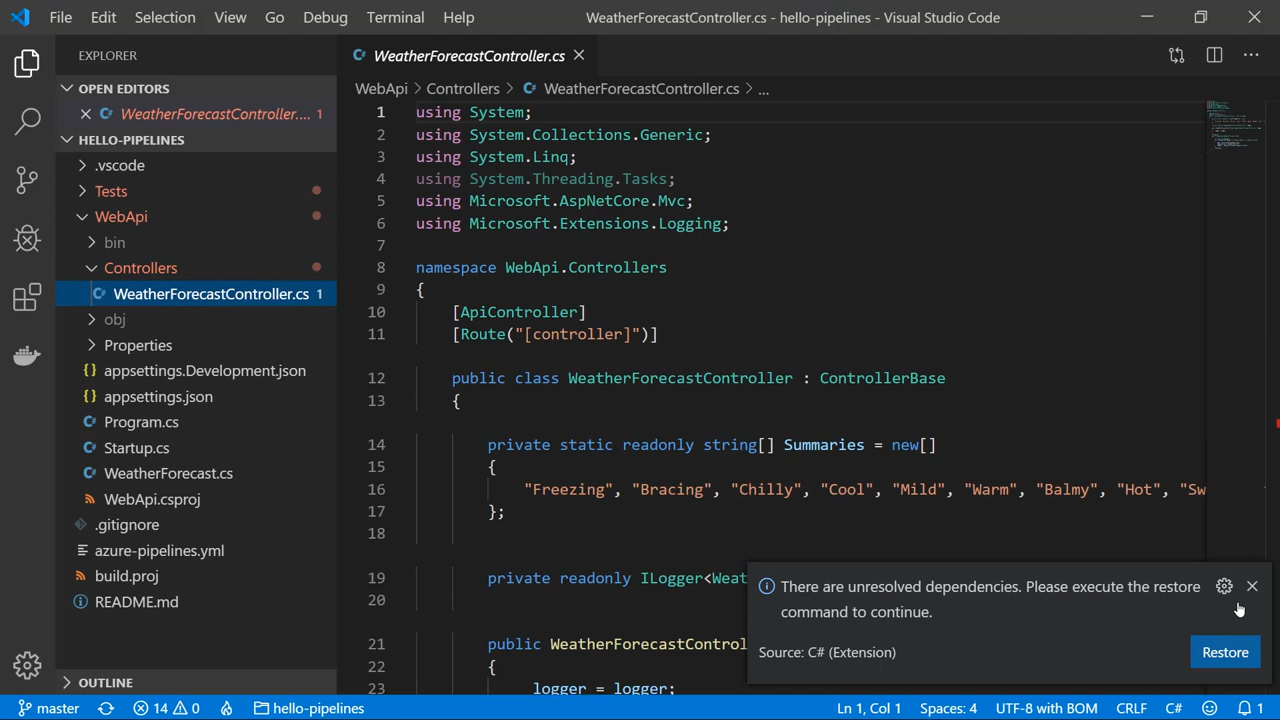 File Edit Selection View Go Debug Terminal Help WeatherForecastController.cs - hello-pipelines - Visual Studio Code
EXPLORER
OPEN EDITORS
WeatherForecastController.... 1
HELLO-PIPELINES
.vscode
Tests
WebApi
bin
Controllers
WeatherForecastController.cs 1
obj
Properties
appsettings.Development.json
appsettings.json
Program.cs
Startup.cs
WeatherForecast.cs
WebApi.csproj
.gitignore
azure-pipelines.yml
build.proj
README.md
OUTLINE
WeatherForecastController.cs
WebApi > Controllers > WeatherForecastController.cs > ...
1 using System;
2 using System.Collections.Generic;
3 using System.Linq;
4 using System.Threading.Tasks;
5 using Microsoft.AspNetCore.Mvc;
6 using Microsoft.Extensions.Logging;
7
8 namespace WebApi.Controllers
9 {
10 [ApiController]
11 [Route("[controller]")]
12 public class WeatherForecastController : ControllerBase
13 {
14 private static readonly string[] Summaries = new[]
15 {
16 "Freezing", "Bracing", "Chilly", "Cool", "Mild", "Warm", "Balmy", "Hot", "Sw
17 };
18
19 private readonly ILogger<Weat
20
21 public WeatherForecastControl
22 {
23 logger = logger;
There are unresolved dependencies. Please execute the restore
command to continue.
Source: C# (Extension) Restore
master 14 0 hello-pipelines Ln 1, Col 1 Spaces: 4 UTF-8 with BOM CRLF C# 1